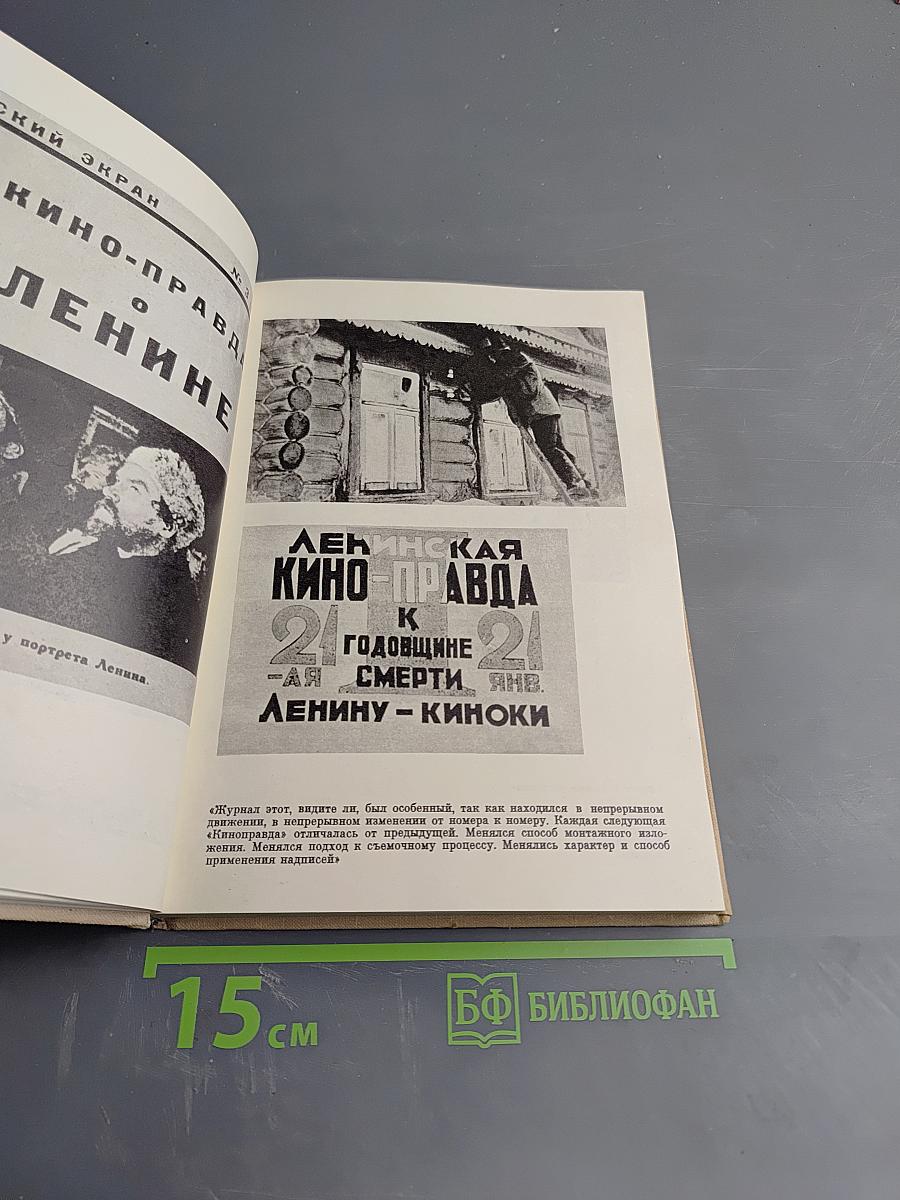 СКИЙ ЭКРАН
№ 3
КИНО-ПРАВДА
О
ЛЕНИНЕ
у портрета Ленина.
ЛЕНИНСКАЯ
КИНО-ПРАВДА
К
21 ГОДОВЩИНЕ 21
-АЯ СМЕРТИ ЯНВ.
ЛЕНИНУ – КИНОКИ
«Журнал этот, видите ли, был особенный, так как находился в непрерывном
движении, в непрерывном изменении от номера к номеру. Каждая следующая
«Киноправда» отличалась от предыдущей. Менялся способ монтажного изло-
жения. Менялся подход к съемочному процессу. Менялись характер и способ
применения надписей»
15 см
БФ БИБЛИОФАН